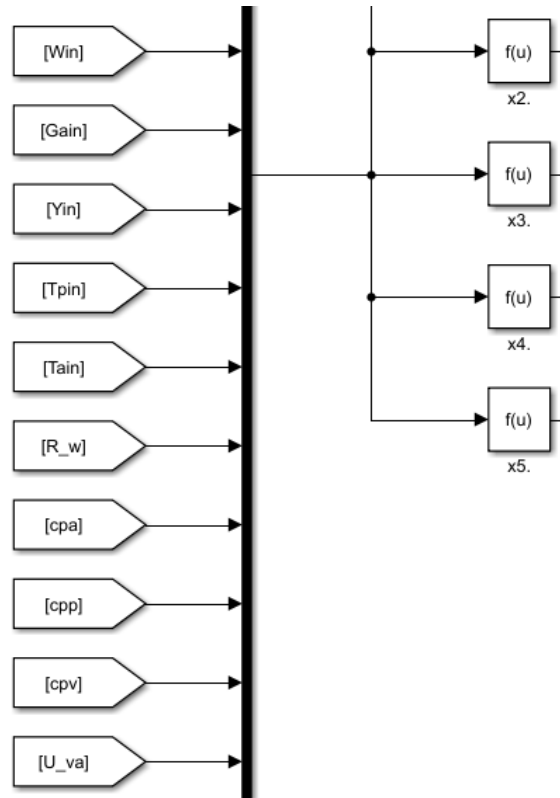 [Win]
[Gain]
[Yin]
[Tpin]
[Tain]
[R_w]
[cpa]
[cpp]
[cpv]
[U_va]
f(u)
x2.
f(u)
x3.
f(u)
x4.
f(u)
x5.